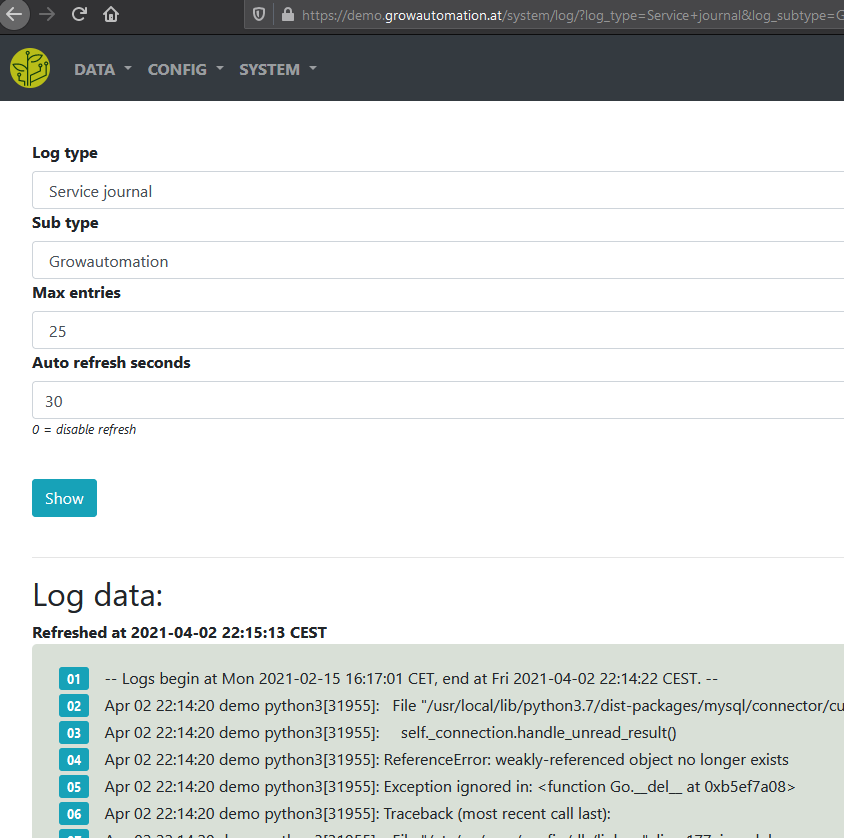 https://demo.growautomation.at/system/log/?log_type=Service+journal&log_subtype=G
DATA CONFIG SYSTEM
Log type
Service journal
Sub type
Growautomation
Max entries
25
Auto refresh seconds
30
0 = disable refresh
Show
Log data:
Refreshed at 2021-04-02 22:15:13 CEST
01 -- Logs begin at Mon 2021-02-15 16:17:01 CET, end at Fri 2021-04-02 22:14:22 CEST. --
02 Apr 02 22:14:20 demo python3[31955]: File "/usr/local/lib/python3.7/dist-packages/mysql/connector/cu
03 Apr 02 22:14:20 demo python3[31955]: self._connection.handle_unread_result()
04 Apr 02 22:14:20 demo python3[31955]: ReferenceError: weakly-referenced object no longer exists
05 Apr 02 22:14:20 demo python3[31955]: Exception ignored in: <function Go.__del__ at 0xb5ef7a08>
06 Apr 02 22:14:20 demo python3[31955]: Traceback (most recent call last):